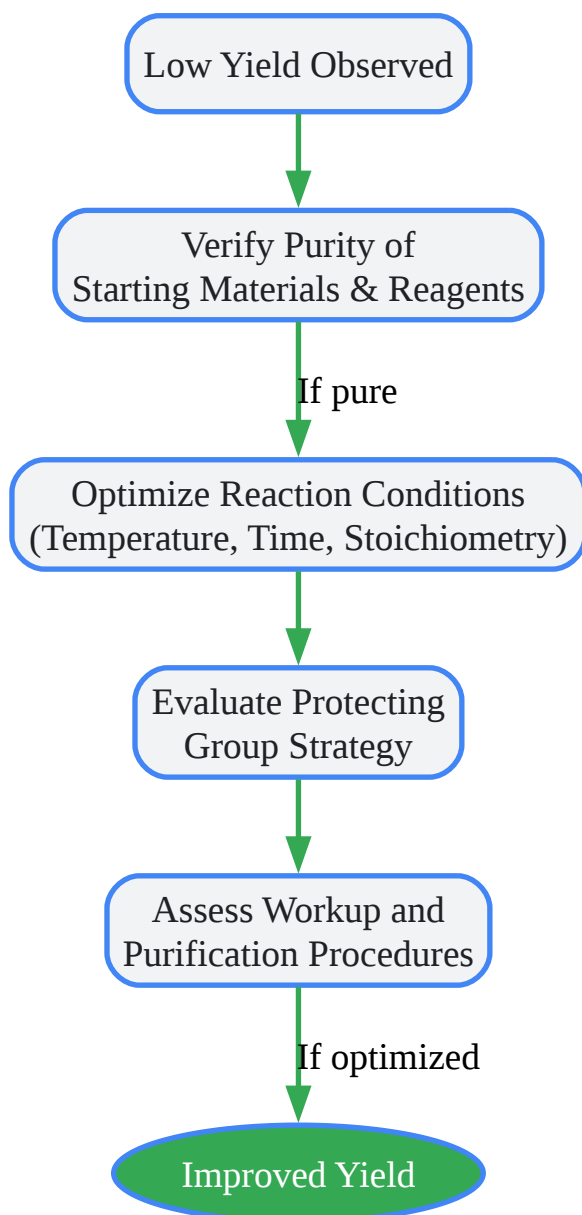 Low Yield Observed
Verify Purity of
Starting Materials & Reagents
If pure
Optimize Reaction Conditions
(Temperature, Time, Stoichiometry)
Evaluate Protecting
Group Strategy
Assess Workup and
Purification Procedures
If optimized
Improved Yield